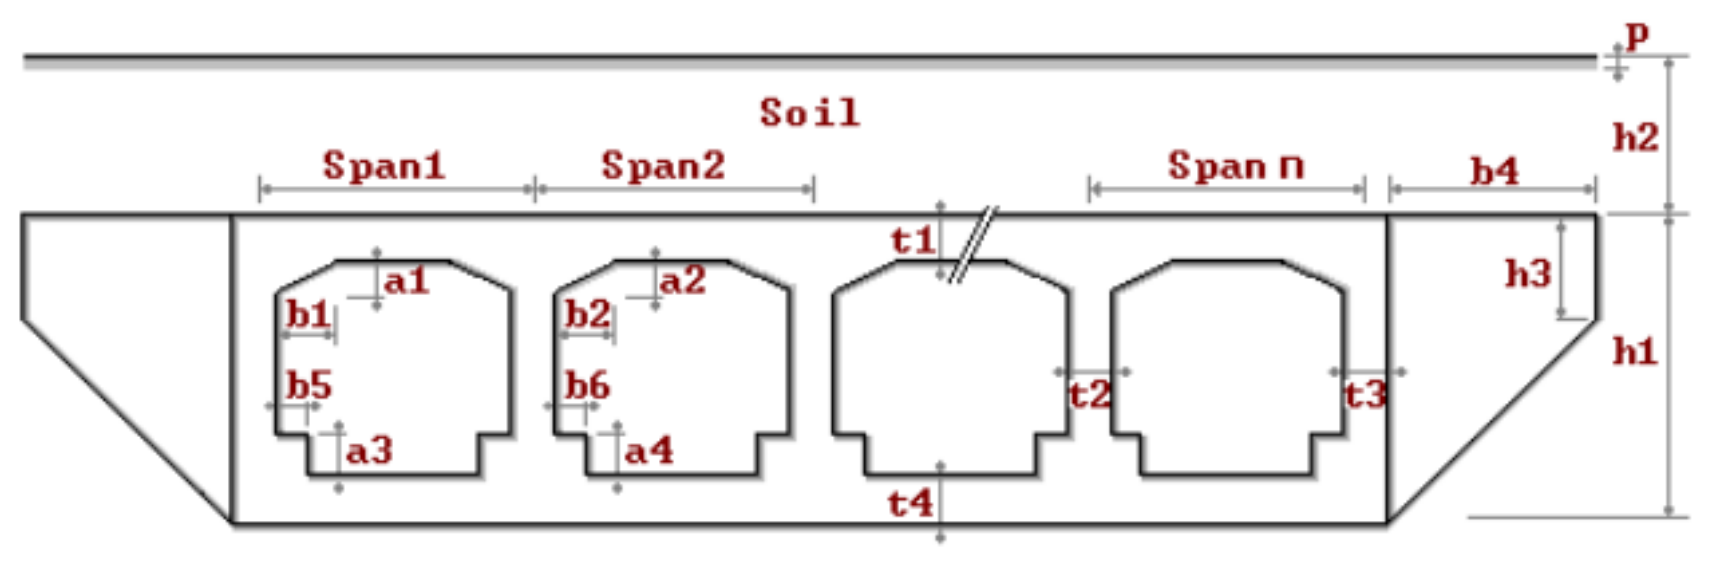 p
Soil
h2
Span1 Span2 Span n b4
t1
a1 a2 h3
b1 b2
h1
b5 b6 t2 t3
a3 a4
t4